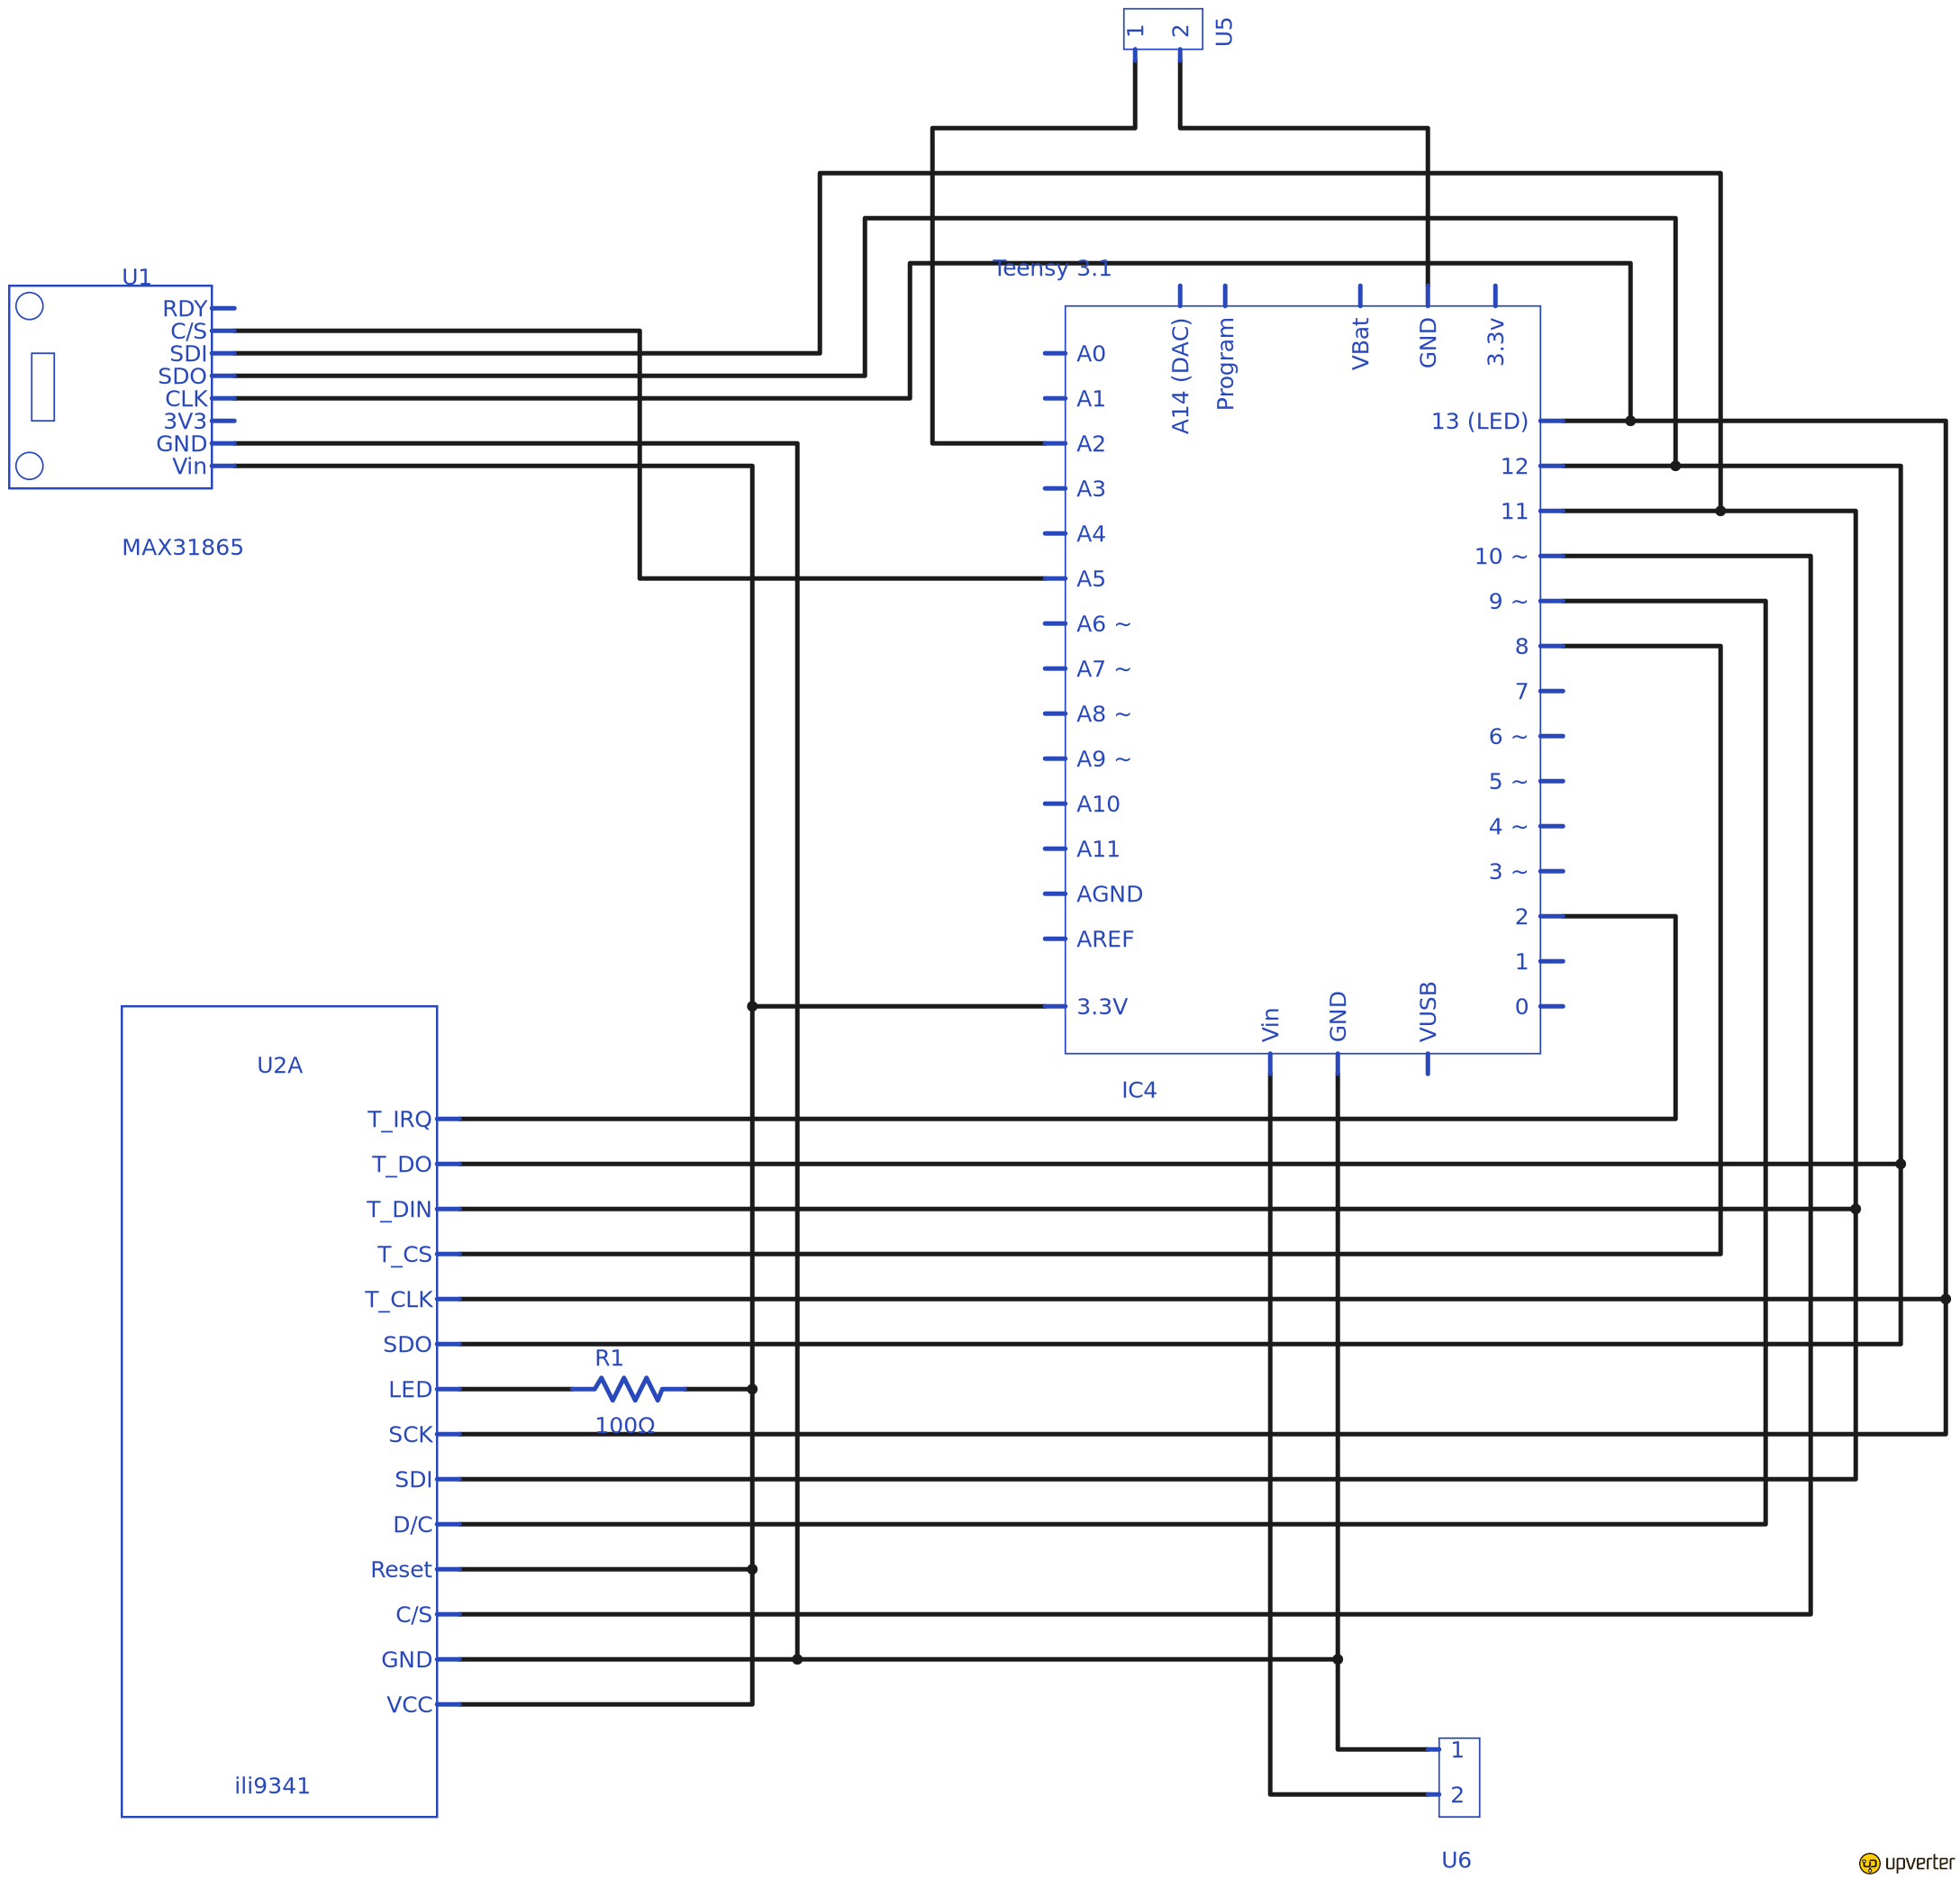 1
2
U5
U1
RDY
C/S
SDI
SDO
CLK
3V3
GND
Vin
MAX31865
Teensy 3.1
A14 (DAC)
Program
VBat
GND
3.3v
A0
A1
A2
A3
A4
A5
A6 ~
A7 ~
A8 ~
A9 ~
A10
A11
AGND
AREF
3.3V
13 (LED)
12
11
10 ~
9 ~
8
7
6 ~
5 ~
4 ~
3 ~
2
1
0
Vin
GND
VUSB
IC4
U2A
T_IRQ
T_DO
T_DIN
T_CS
T_CLK
SDO
LED
SCK
SDI
D/C
Reset
C/S
GND
VCC
ili9341
R1
100Ω
1
2
U6
upverter